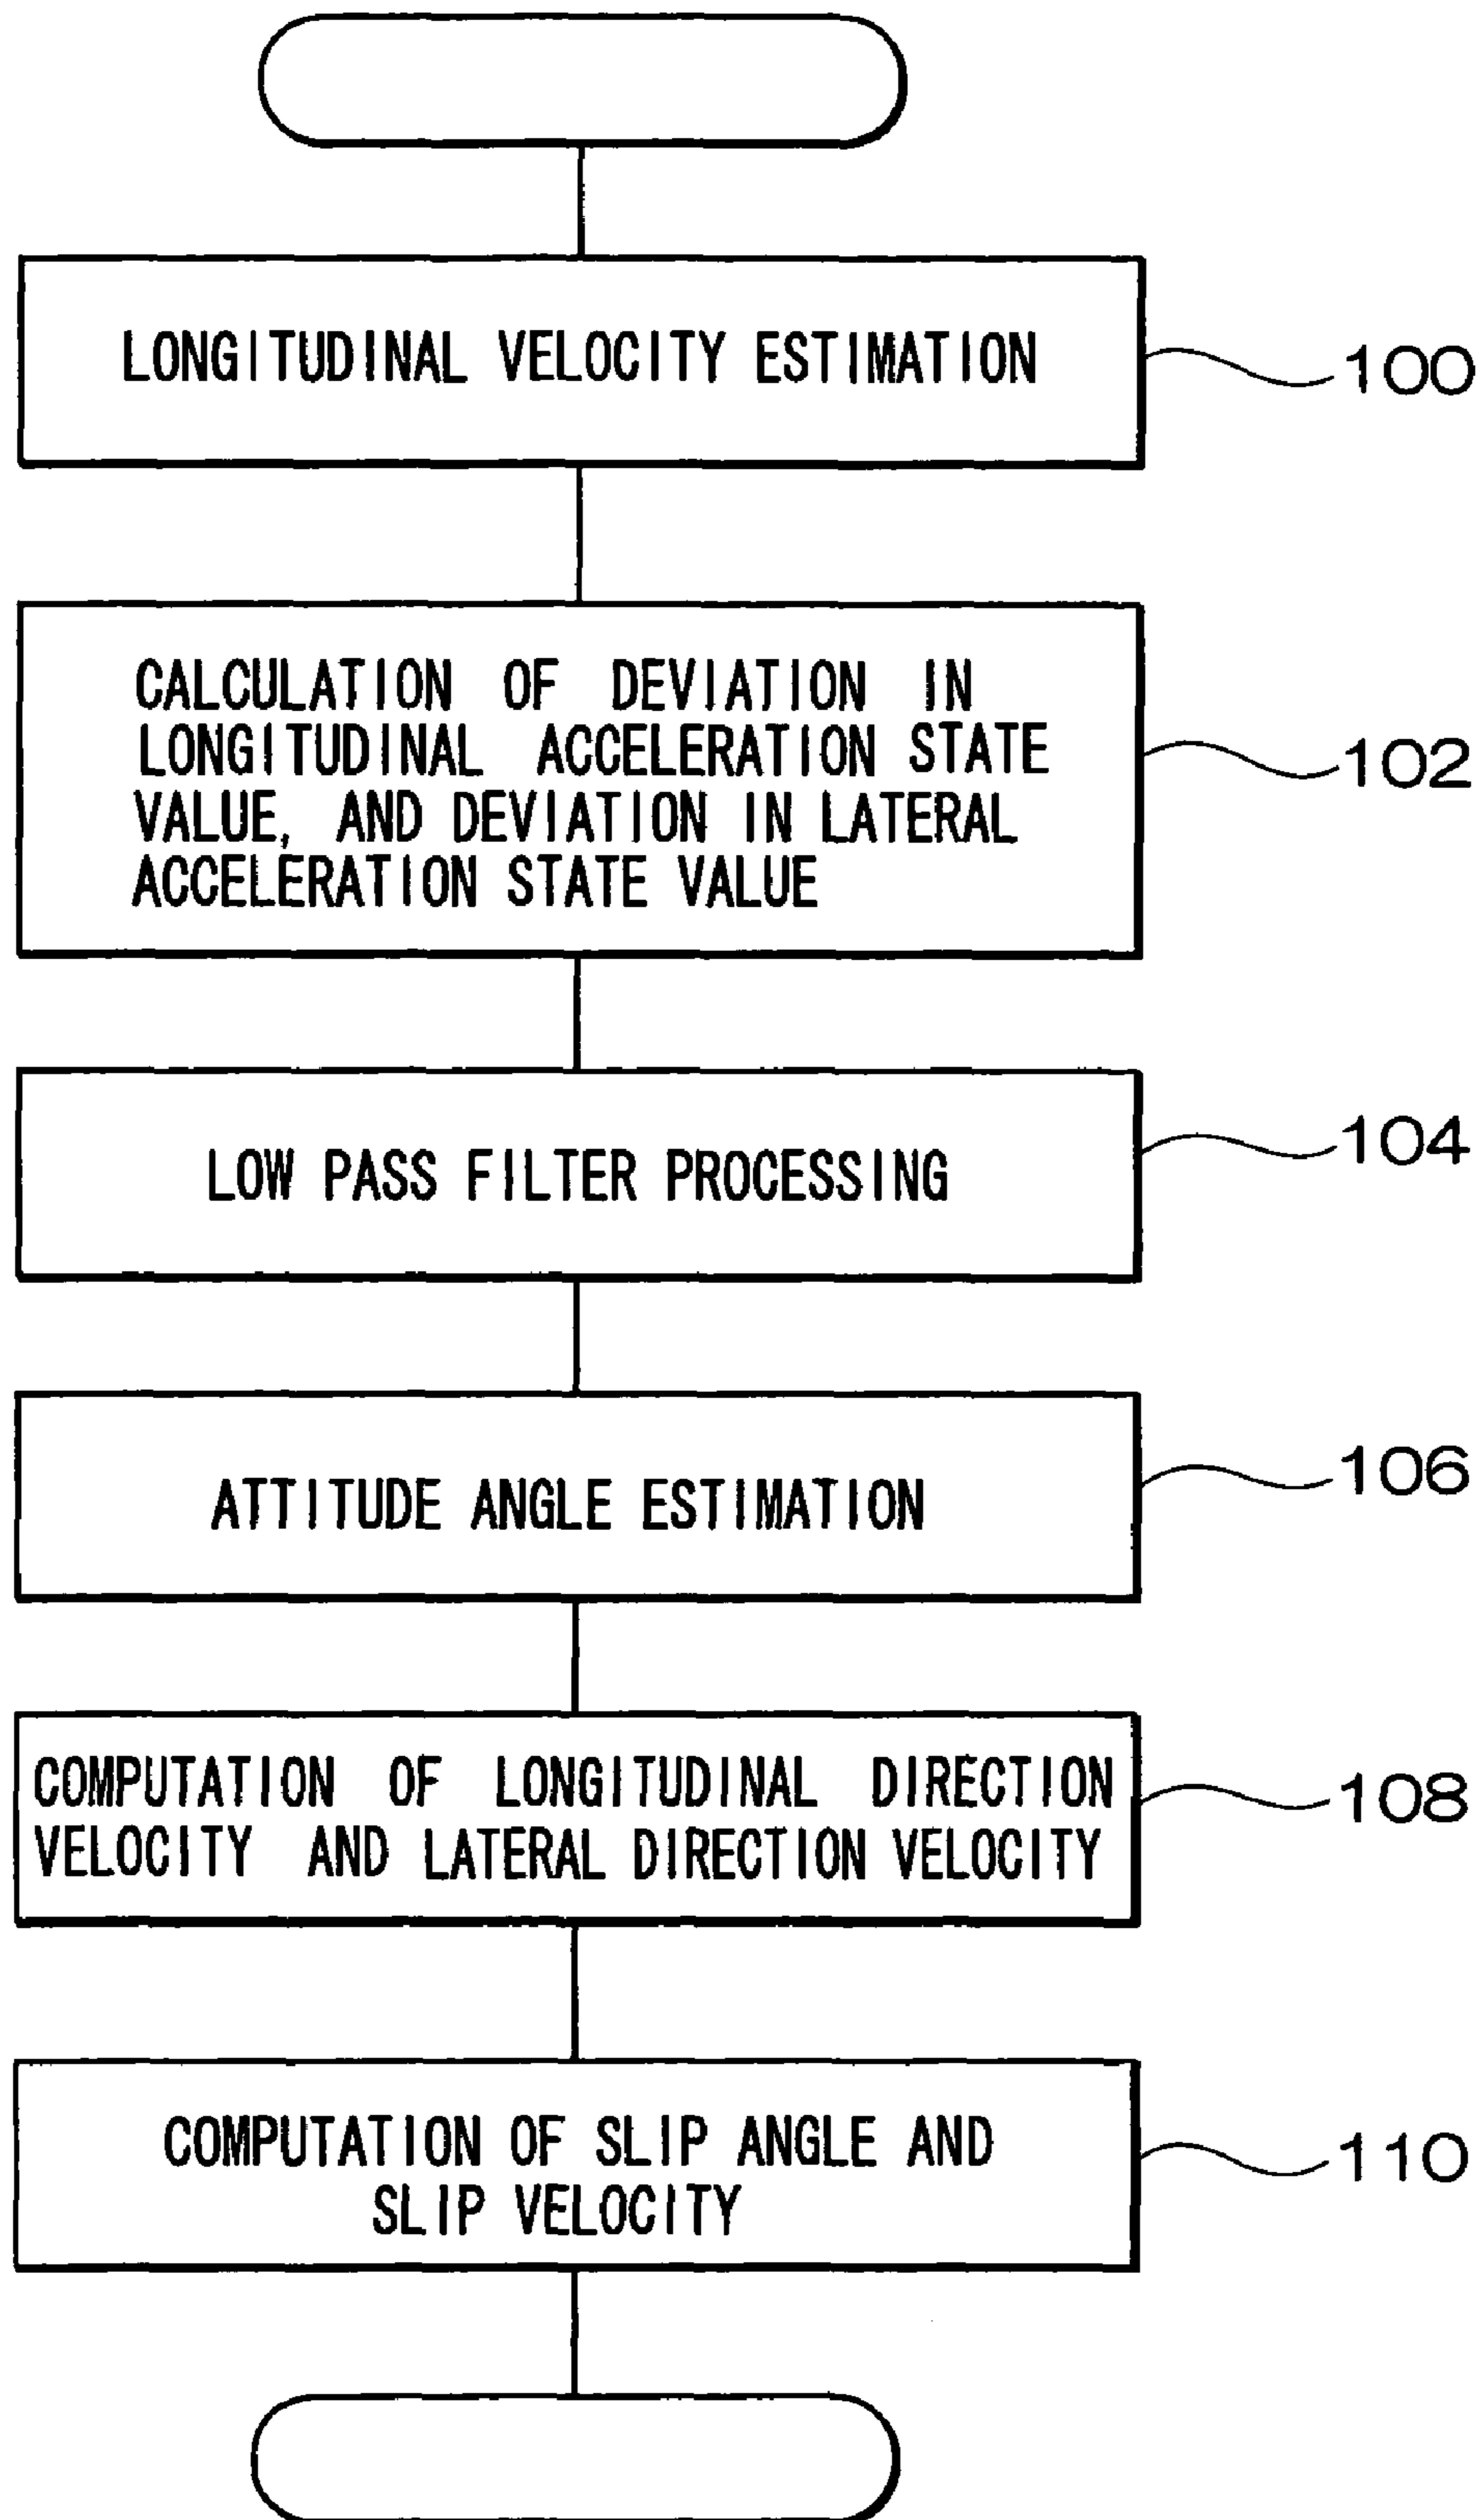 LONGITUDINAL VELOCITY ESTIMATION
100
CALCULATION OF DEVIATION IN
LONGITUDINAL ACCELERATION STATE
VALUE, AND DEVIATION IN LATERAL
ACCELERATION STATE VALUE
102
LOW PASS FILTER PROCESSING
104
ATTITUDE ANGLE ESTIMATION
106
COMPUTATION OF LONGITUDINAL DIRECTION
VELOCITY AND LATERAL DIRECTION VELOCITY
108
COMPUTATION OF SLIP ANGLE AND
SLIP VELOCITY
110